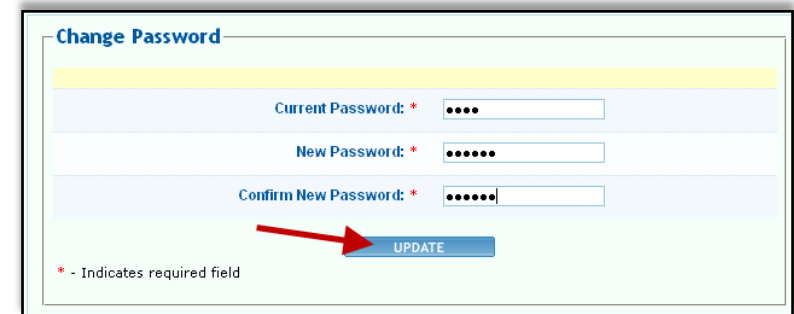 Change Password
Current Password: * ••••
New Password: * ••••••
Confirm New Password: * ••••••
UPDATE
* - Indicates required field